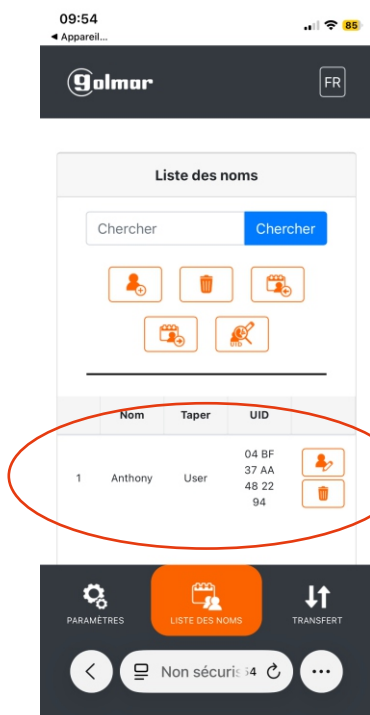 09:54
85
◀ Appareil...
golmar
FR
Liste des noms
Chercher
Chercher
UID
Nom
Taper
UID
1
Anthony
User
04 BF
37 AA
48 22
94
PARAMÈTRES
LISTE DES NOMS
TRANSFERT
Non sécuris